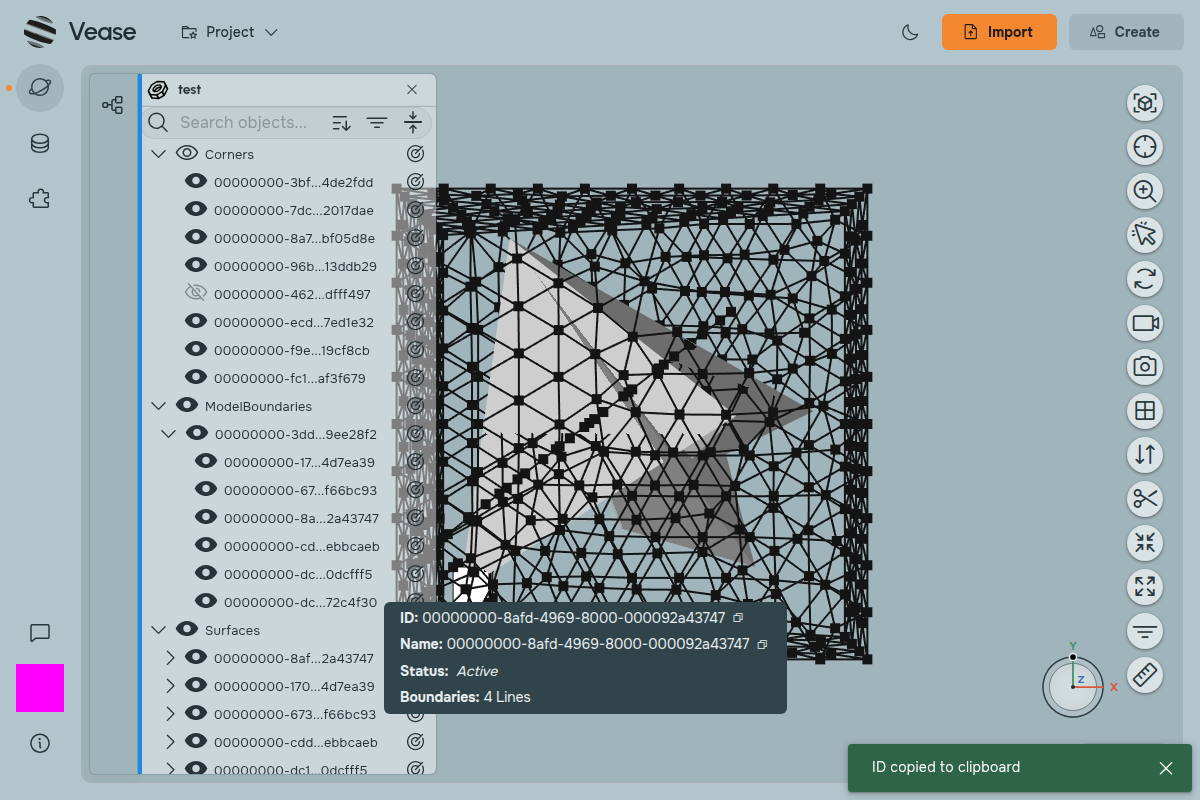 Vease
Project
Import
Create
test
Search objects...
Corners
00000000-3bf...4de2fdd
00000000-7dc...2017dae
00000000-8a7...bf05d8e
00000000-96b...13ddb29
00000000-462...dfff497
00000000-ecd...7ed1e32
00000000-f9e...19cf8cb
00000000-fc1...af3f679
ModelBoundaries
00000000-3dd...9ee28f2
00000000-17...4d7ea39
00000000-67...f66bc93
00000000-8a...2a43747
00000000-cd...ebbcaeb
00000000-dc...0dcfff5
00000000-dc...72c4f30
Surfaces
00000000-8af...2a43747
00000000-170...4d7ea39
00000000-673...f66bc93
00000000-cdd...ebbcaeb
00000000-dc1...0dcfff5
ID: 00000000-8afd-4969-8000-000092a43747
Name: 00000000-8afd-4969-8000-000092a43747
Status: Active
Boundaries: 4 Lines
Y
Z
X
ID copied to clipboard